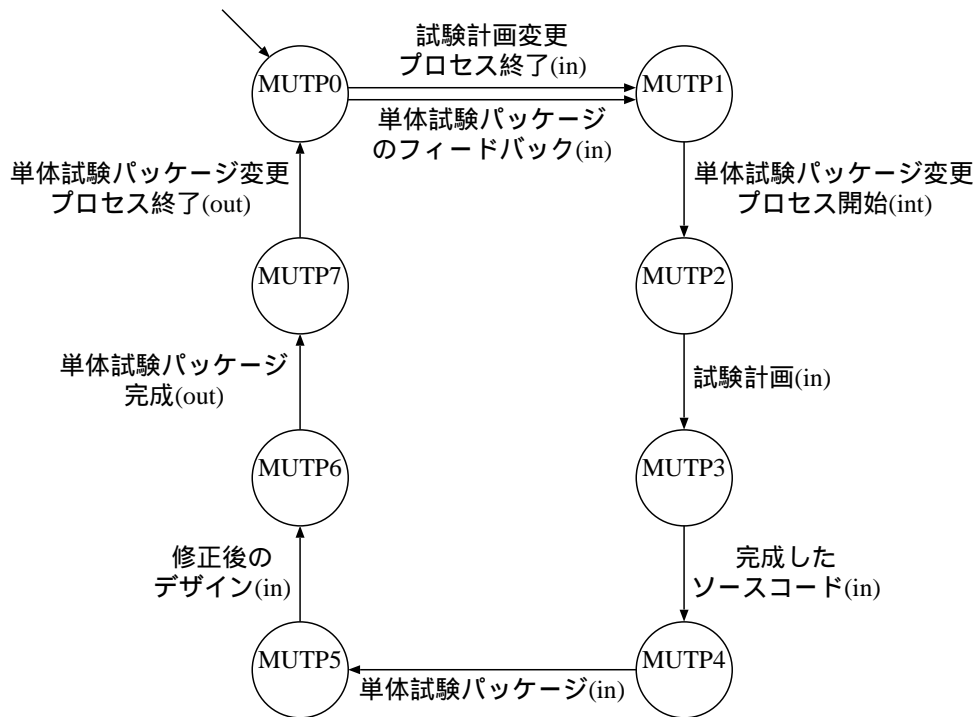 試験計画変更
プロセス終了(in)
MUTP0
MUTP1
単体試験パッケージ
のフィードバック(in)
単体試験パッケージ変更
プロセス終了(out)
単体試験パッケージ変更
プロセス開始(int)
MUTP7
MUTP2
単体試験パッケージ
完成(out)
試験計画(in)
MUTP6
MUTP3
修正後の
デザイン(in)
完成した
ソースコード(in)
MUTP5
MUTP4
単体試験パッケージ(in)